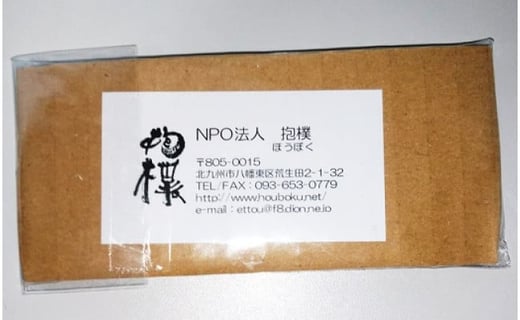 抱樸
NPO法人 抱樸
ほうぼく
〒805-0015
北九州市八幡東区荒生田2-1-32
TEL/FAX：093-653-0779
http://www.houboku.net/
e-mail：ettou@f8.dion.ne.jp